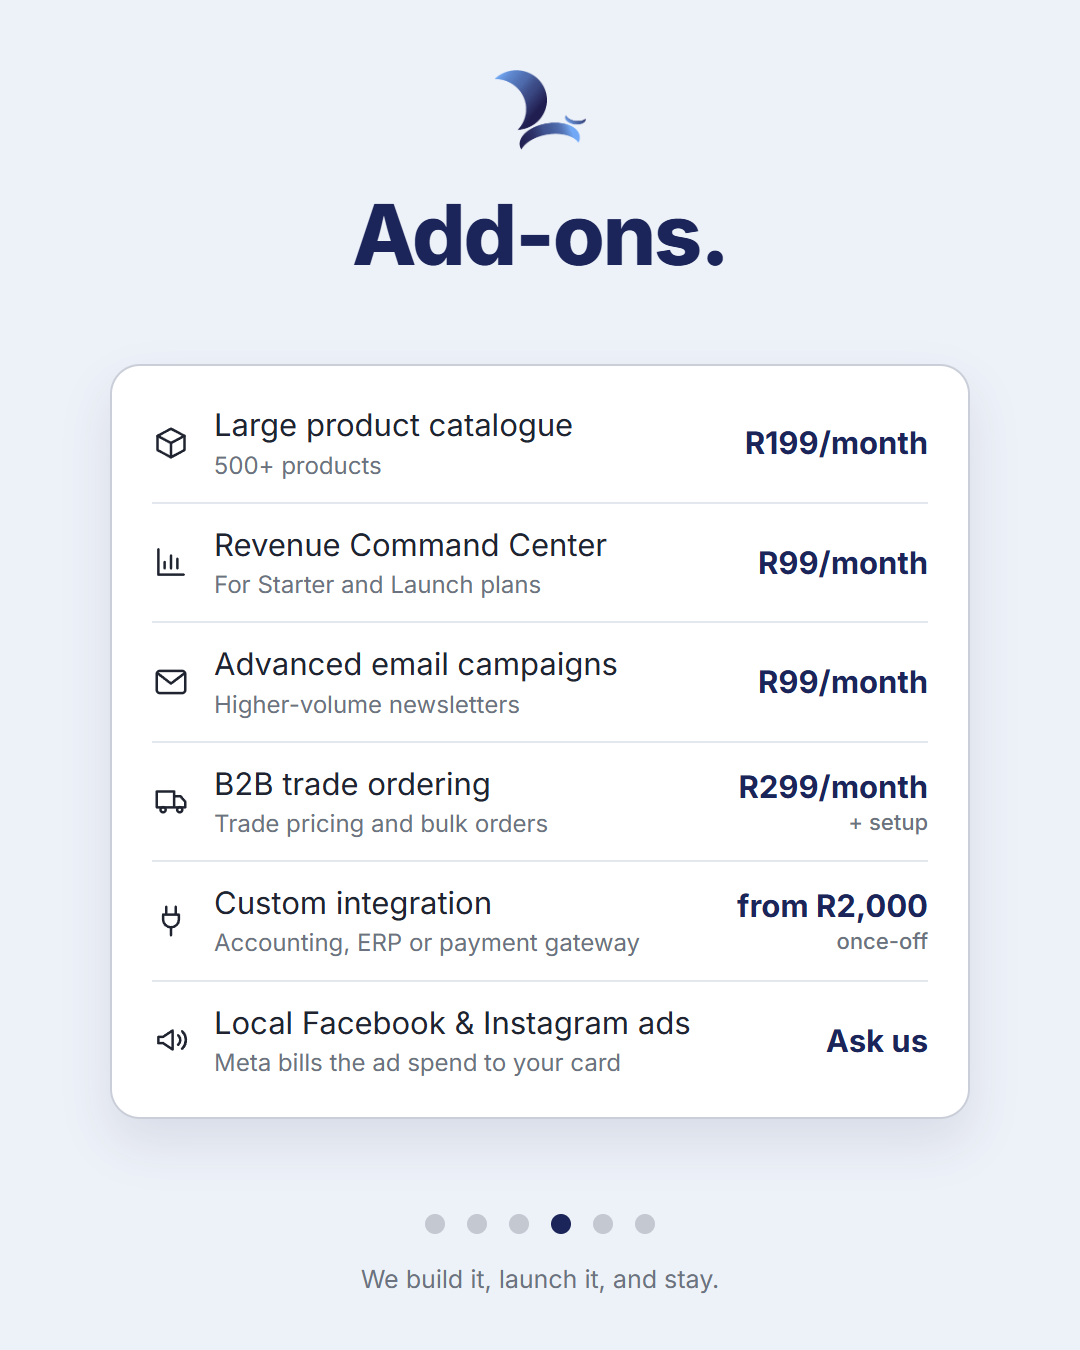 Add-ons.
Large product catalogue
500+ products
R199/month
Revenue Command Center
For Starter and Launch plans
R99/month
Advanced email campaigns
Higher-volume newsletters
R99/month
B2B trade ordering
Trade pricing and bulk orders
R299/month
+ setup
Custom integration
Accounting, ERP or payment gateway
from R2,000
once-off
Local Facebook & Instagram ads
Meta bills the ad spend to your card
Ask us
We build it, launch it, and stay.